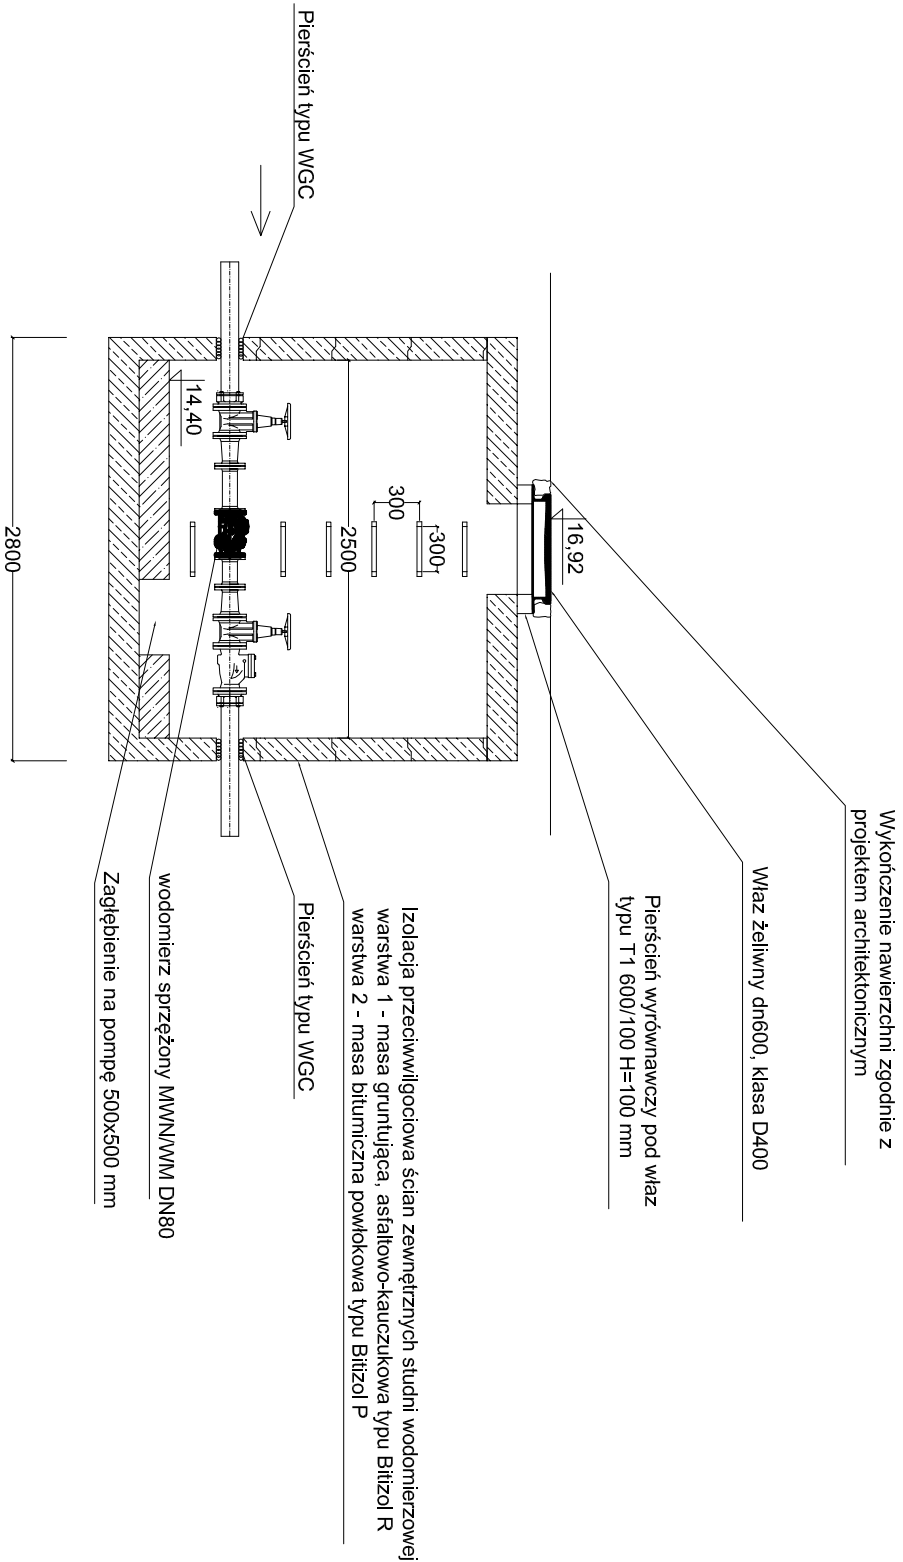 Wykończenie nawierzchni zgodnie z
projektem architektonicznym
Właz żeliwny dn600, klasa D400
Pierścień wyrównawczy pod właz
typu T1 600/100 H=100 mm
16,92
300
300
2500
Izolacja przeciwwilgociowa ścian zewnętrznych studni wodomierzowej
warstwa 1 - masa gruntująca, asfaltowo-kauczukowa typu Bitizol R
warstwa 2 - masa bitumiczna powłokowa typu Bitizol P
Pierścień typu WGC
Pierścień typu WGC
14,40
wodomierz sprzężony MWN/WM DN80
Zagłębienie na pompę 500x500 mm
2800